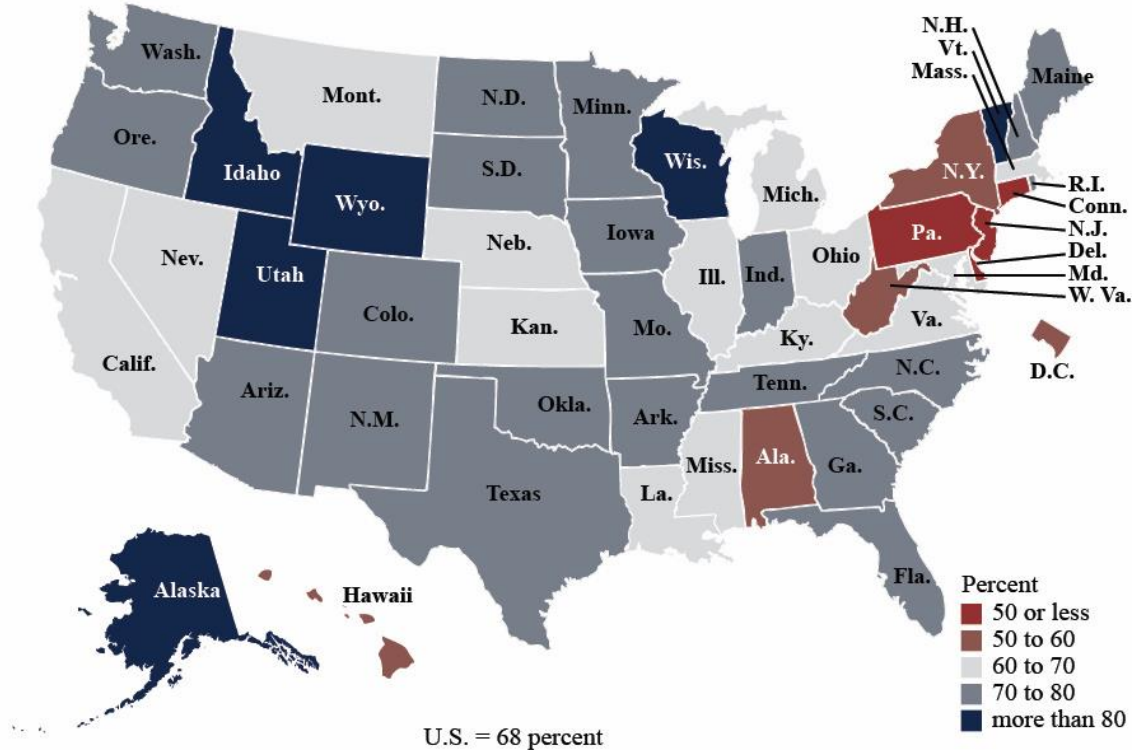 N.H.
Vt.
Mass.
Maine
Wash.
Mont.
N.D.
Minn.
Ore.
Idaho
S.D.
Wis.
N.Y.
R.I.
Wyo.
Mich.
Conn.
Iowa
Pa.
N.J.
Neb.
Ohio
Del.
Nev.
Utah
Ill.
Ind.
Md.
Colo.
W. Va.
Kan.
Mo.
Ky.
Va.
Calif.
D.C.
Ariz.
Tenn.
N.C.
Okla.
N.M.
Ark.
S.C.
Miss.
Ala.
Ga.
Texas
La.
Fla.
Alaska
Hawaii
Percent
50 or less
50 to 60
60 to 70
70 to 80
more than 80
U.S. = 68 percent